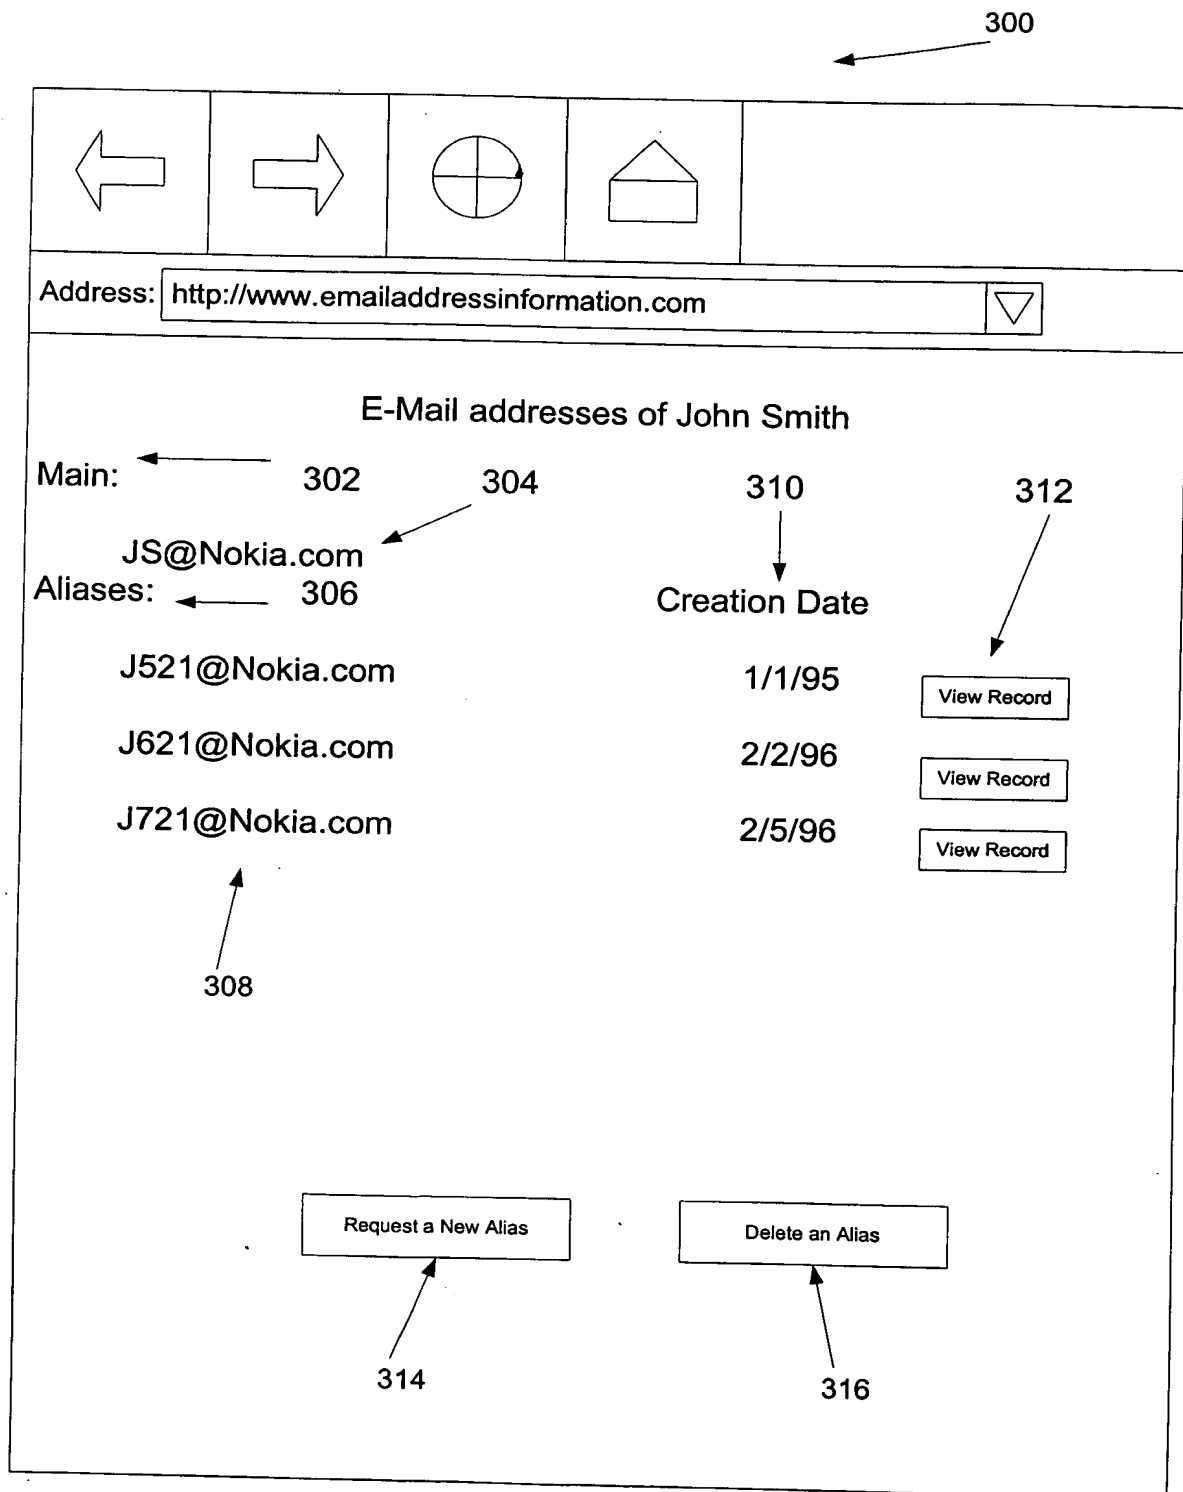 300
Address: http://www.emailaddressinformation.com
E-Mail addresses of John Smith
Main: 302 304 310 312
JS@Nokia.com
Aliases: 306 Creation Date
J521@Nokia.com 1/1/95 View Record
J621@Nokia.com 2/2/96 View Record
J721@Nokia.com 2/5/96 View Record
308
Request a New Alias Delete an Alias
314 316